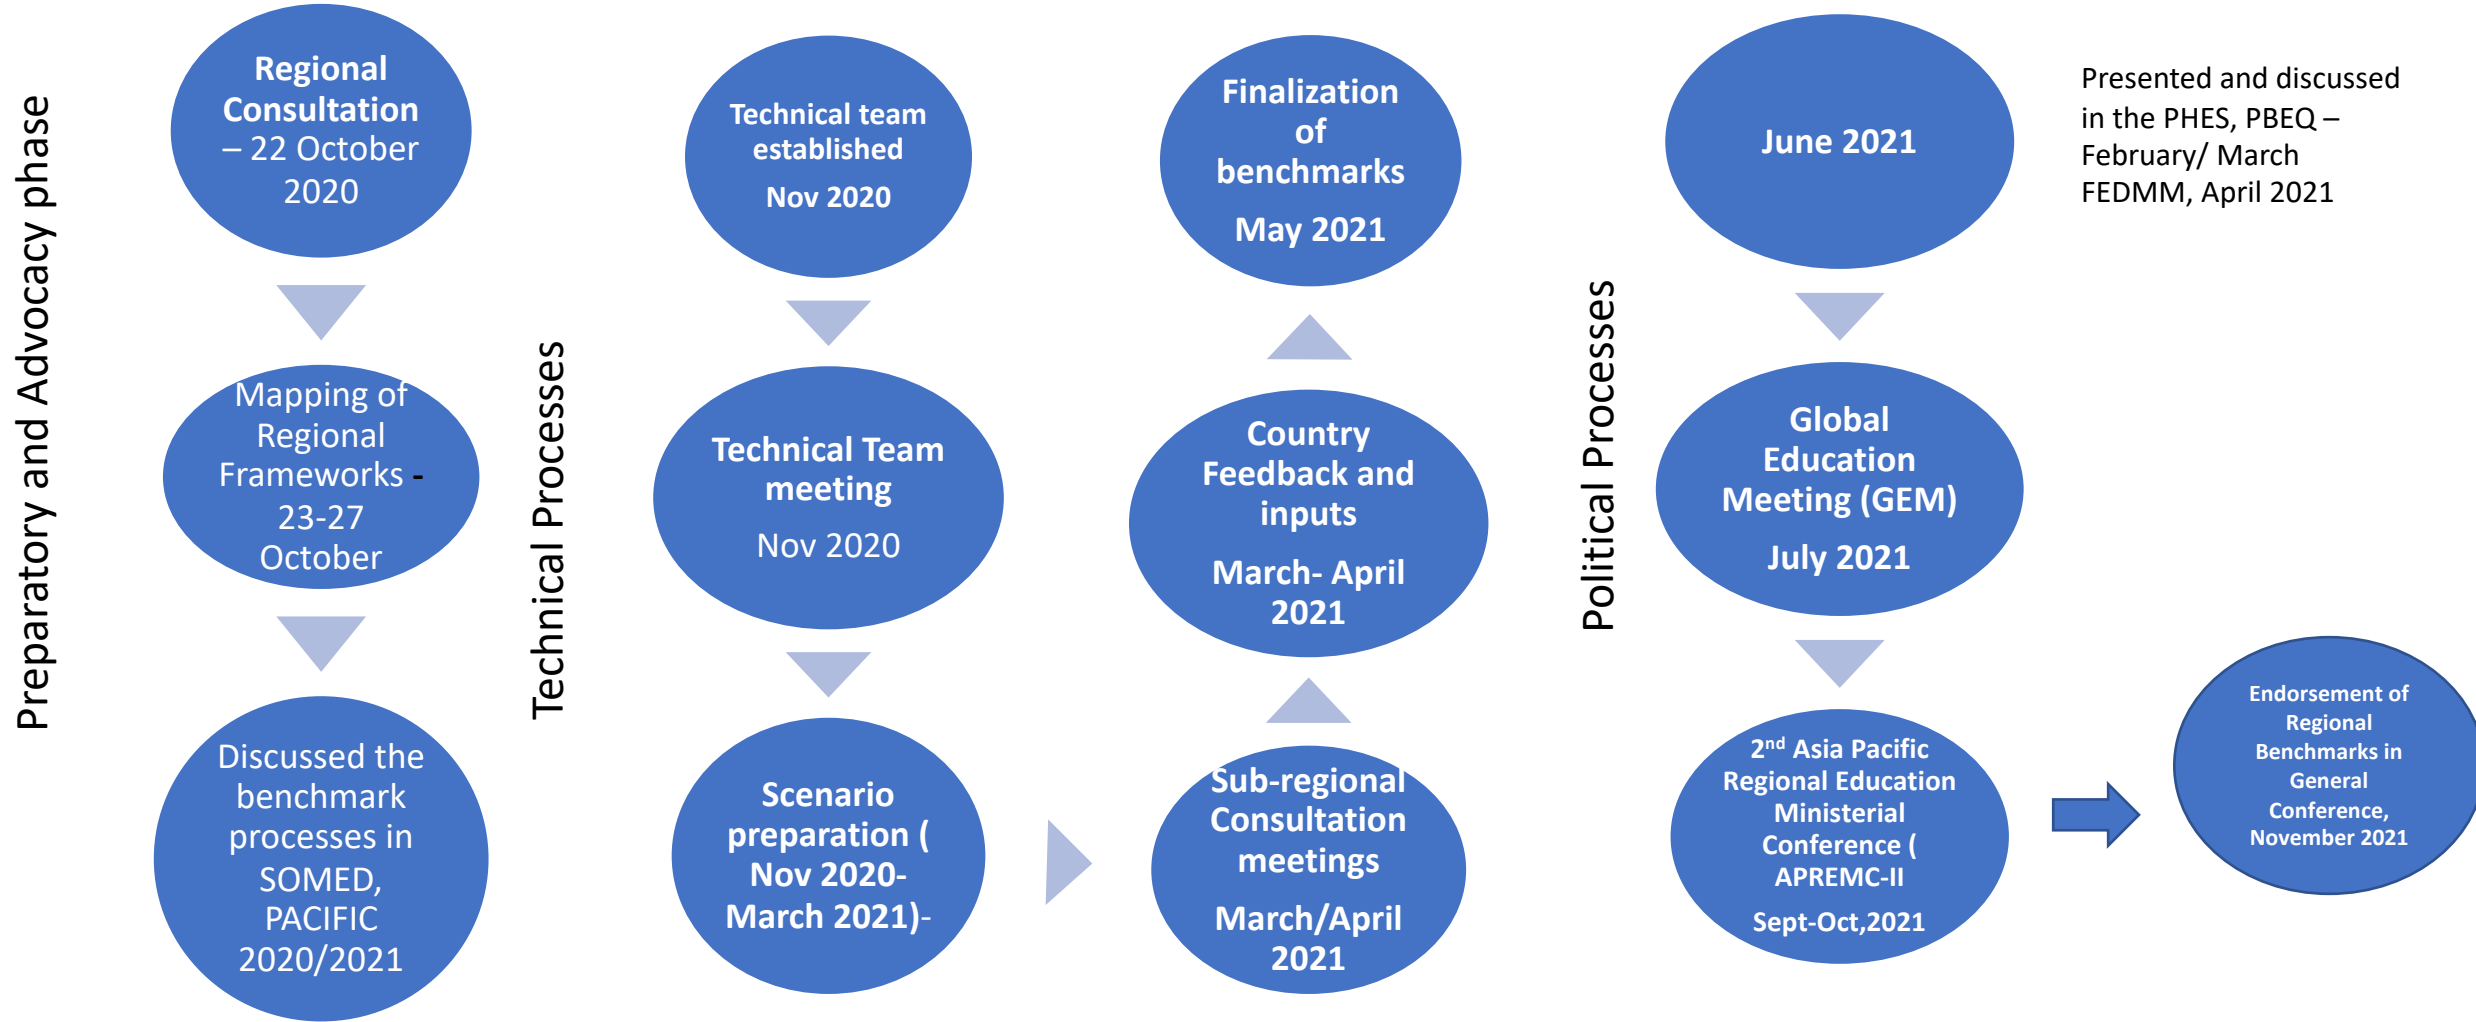 Preparatory and Advocacy phase
Regional
Consultation
– 22 October
2020
Mapping of
Regional
Frameworks -
23-27
October
Discussed the
benchmark
processes in
SOMED,
PACIFIC
2020/2021
Technical Processes
Technical team
established
Nov 2020
Technical Team
meeting
Nov 2020
Scenario
preparation (
Nov 2020-
March 2021)-
Sub-regional
Consultation
meetings
March/April
2021
Country
Feedback and
inputs
March- April
2021
Finalization
of
benchmarks
May 2021
Political Processes
June 2021
Global
Education
Meeting (GEM)
July 2021
2nd Asia Pacific
Regional Education
Ministerial
Conference (
APREMC-II
Sept-Oct,2021
Presented and discussed
in the PHES, PBEQ –
February/ March
FEDMM, April 2021
Endorsement of
Regional
Benchmarks in
General
Conference,
November 2021